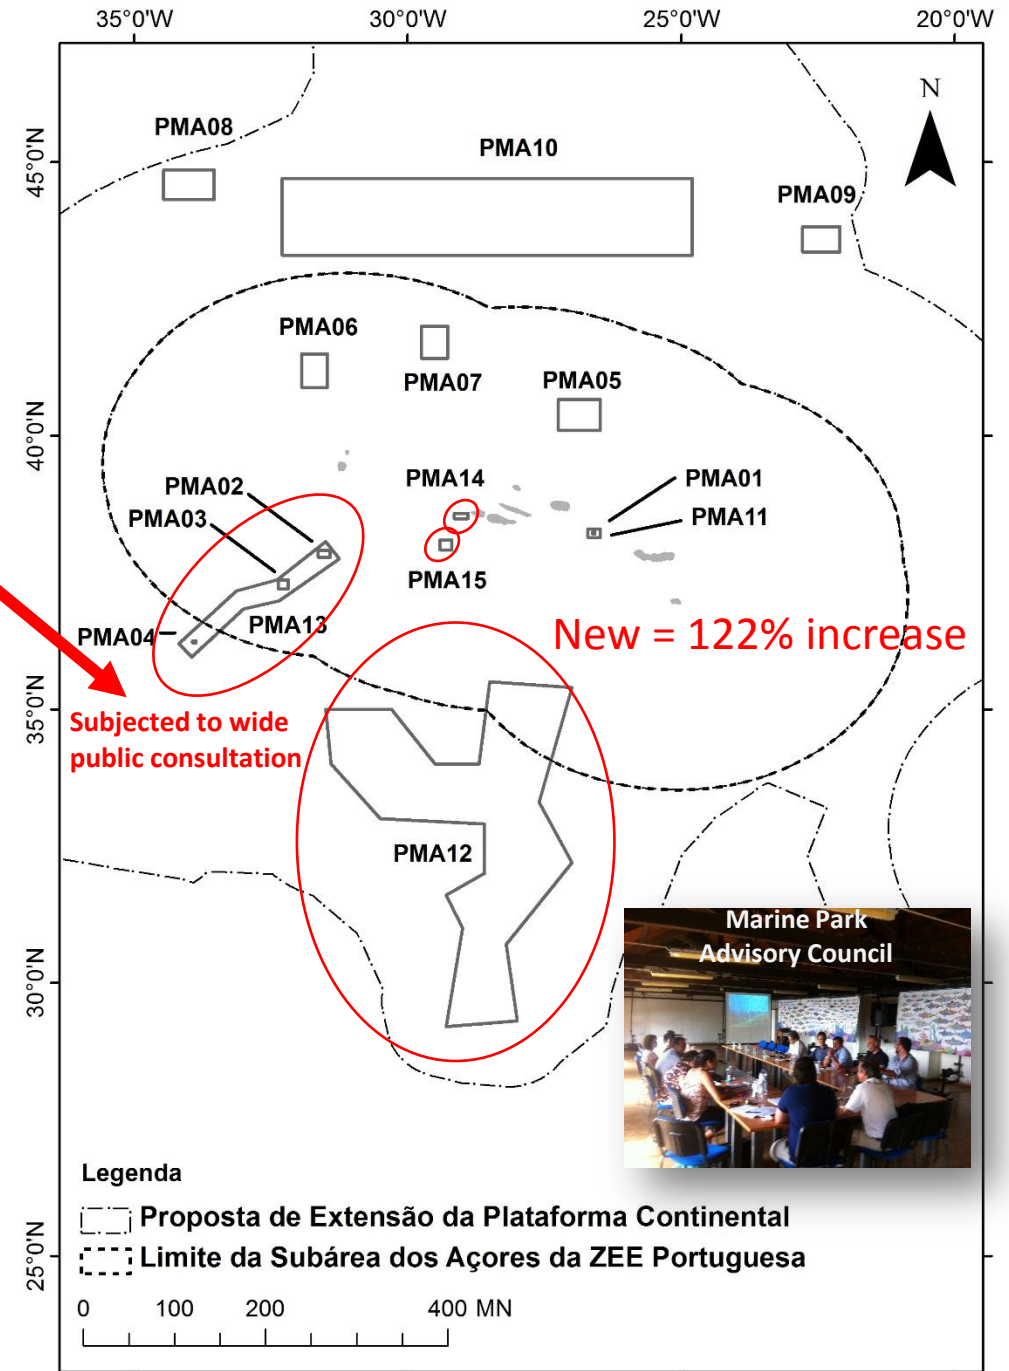 35°0'W
30°0'W
25°0'W
20°0'W
N
45°0'N
40°0'N
35°0'N
30°0'N
25°0'N
PMA08
PMA10
PMA09
PMA06
PMA07
PMA05
PMA02
PMA14
PMA01
PMA03
PMA11
PMA15
PMA04
PMA13
New = 122% increase
Subjected to wide
public consultation
PMA12
Marine Park
Advisory Council
Legenda
Proposta de Extensão da Plataforma Continental
Limite da Subárea dos Açores da ZEE Portuguesa
0 100 200 400 MN